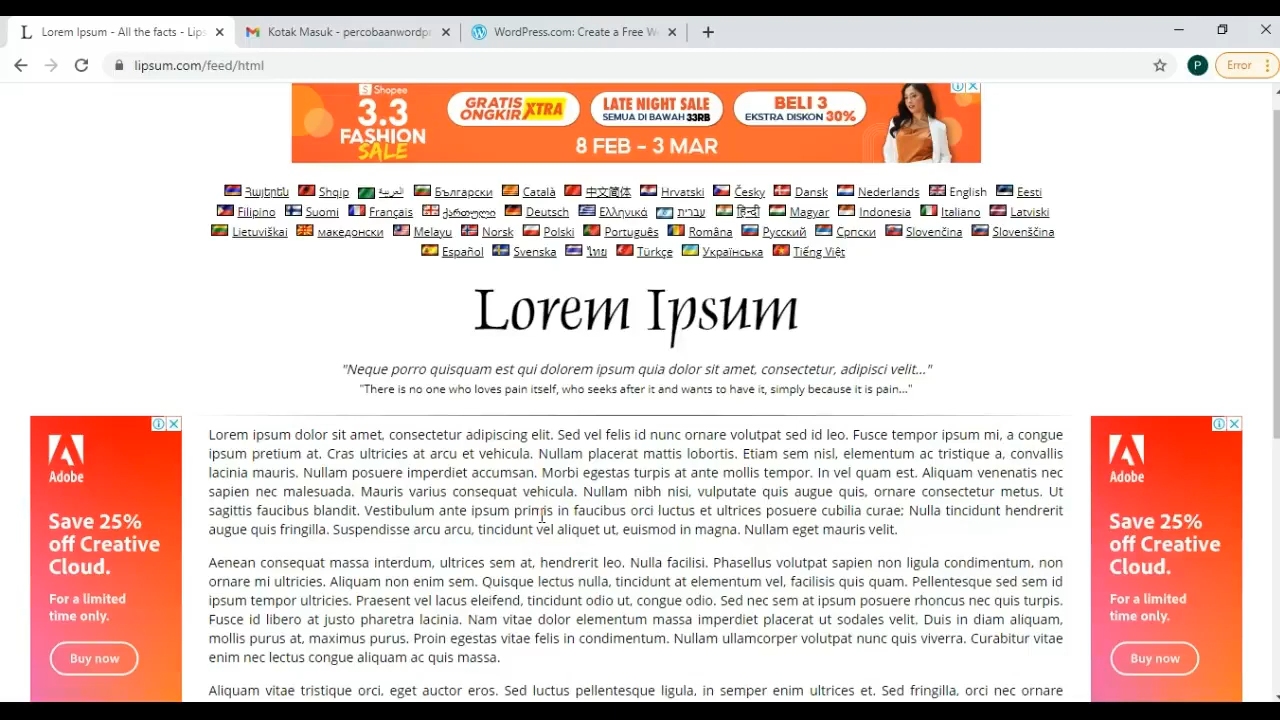 Lorem Ipsum - All the facts - Lips
Kotak Masuk - percobaanwordpr
WordPress.com: Create a Free W
lipsum.com/feed/html
P
Error
Shopee
3.3
FASHION
SALE
GRATIS ONGKIR XTRA
LATE NIGHT SALE
SEMUA DI BAWAH 33RB
BELI 3
EKSTRA DISKON 30%
8 FEB - 3 MAR
Հայերեն Shqip العربية Български Català 中文简体 Hrvatski Česky Dansk Nederlands English Eesti
Filipino Suomi Français ქართული Deutsch Ελληνικά עברית हिन्दी Magyar Indonesia Italiano Latviski
Lietuviškai македонски Melayu Norsk Polski Português Româna Pyccкий Српски Slovenčina Slovenščina
Español Svenska ไทย Türkçe Українська Tiếng Việt
Lorem Ipsum
"Neque porro quisquam est qui dolorem ipsum quia dolor sit amet, consectetur, adipisci velit..."
"There is no one who loves pain itself, who seeks after it and wants to have it, simply because it is pain..."
Adobe
Save 25%
off Creative
Cloud.
For a limited
time only.
Buy now
Lorem ipsum dolor sit amet, consectetur adipiscing elit. Sed vel felis id nunc ornare volutpat sed id leo. Fusce tempor ipsum mi, a congue
ipsum pretium at. Cras ultricies at arcu et vehicula. Nullam placerat mattis lobortis. Etiam sem nisl, elementum ac tristique a, convallis
lacinia mauris. Nullam posuere imperdiet accumsan. Morbi egestas turpis at ante mollis tempor. In vel quam est. Aliquam venenatis nec
sapien nec malesuada. Mauris varius consequat vehicula. Nullam nibh nisi, vulputate quis augue quis, ornare consectetur metus. Ut
sagittis faucibus blandit. Vestibulum ante ipsum primis in faucibus orci luctus et ultrices posuere cubilia curae; Nulla tincidunt hendrerit
augue quis fringilla. Suspendisse arcu arcu, tincidunt vel aliquet ut, euismod in magna. Nullam eget mauris velit.
Aenean consequat massa interdum, ultrices sem at, hendrerit leo. Nulla facilisi. Phasellus volutpat sapien non ligula condimentum, non
ornare mi ultricies. Aliquam non enim sem. Quisque lectus nulla, tincidunt at elementum vel, facilisis quis quam. Pellentesque sed sem id
ipsum tempor ultricies. Praesent vel lacus eleifend, tincidunt odio ut, congue odio. Sed nec sem ut ipsum posuere rhoncus nec quis turpis.
Fusce id libero at justo pharetra lacinia. Nam vitae dolor elementum massa imperdiet placerat ut sodales velit. Duis in diam aliquam,
mollis purus at, maximus purus. Proin egestas vitae felis in condimentum. Nullam ullamcorper volutpat nunc quis viverra. Curabitur vitae
enim nec lectus congue aliquam ac quis massa.
Aliquam vitae tristique orci, eget auctor eros. Sed luctus pellentesque ligula, in semper enim ultrices et. Sed fringilla, orci nec ornare
Adobe
Save 25%
off Creative
Cloud.
For a limited
time only.
Buy now